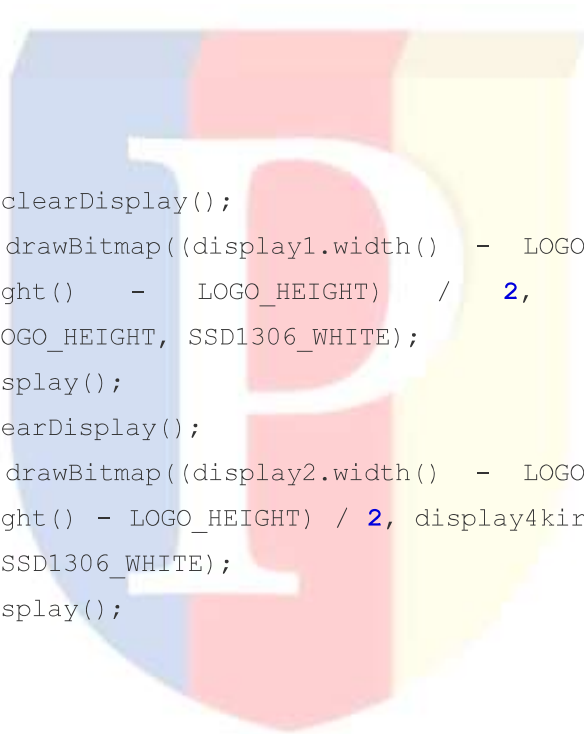 clearDisplay();
drawBitmap((display1.width() - LOGO
ght() - LOGO_HEIGHT) / 2,
OGO_HEIGHT, SSD1306_WHITE);
splay();
earDisplay();
drawBitmap((display2.width() - LOGO
ght() - LOGO_HEIGHT) / 2, display4kir
SSD1306_WHITE);
splay();
P